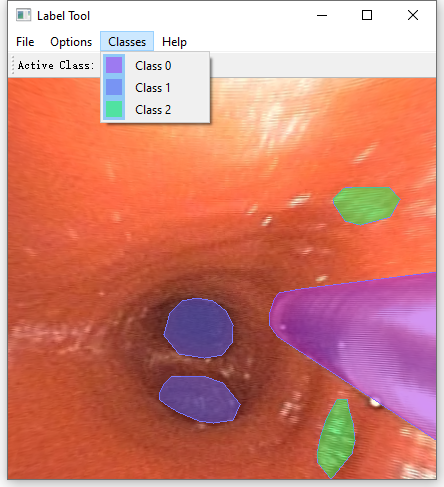 Label Tool
File Options Classes Help
Active Class:
Class 0
Class 1
Class 2